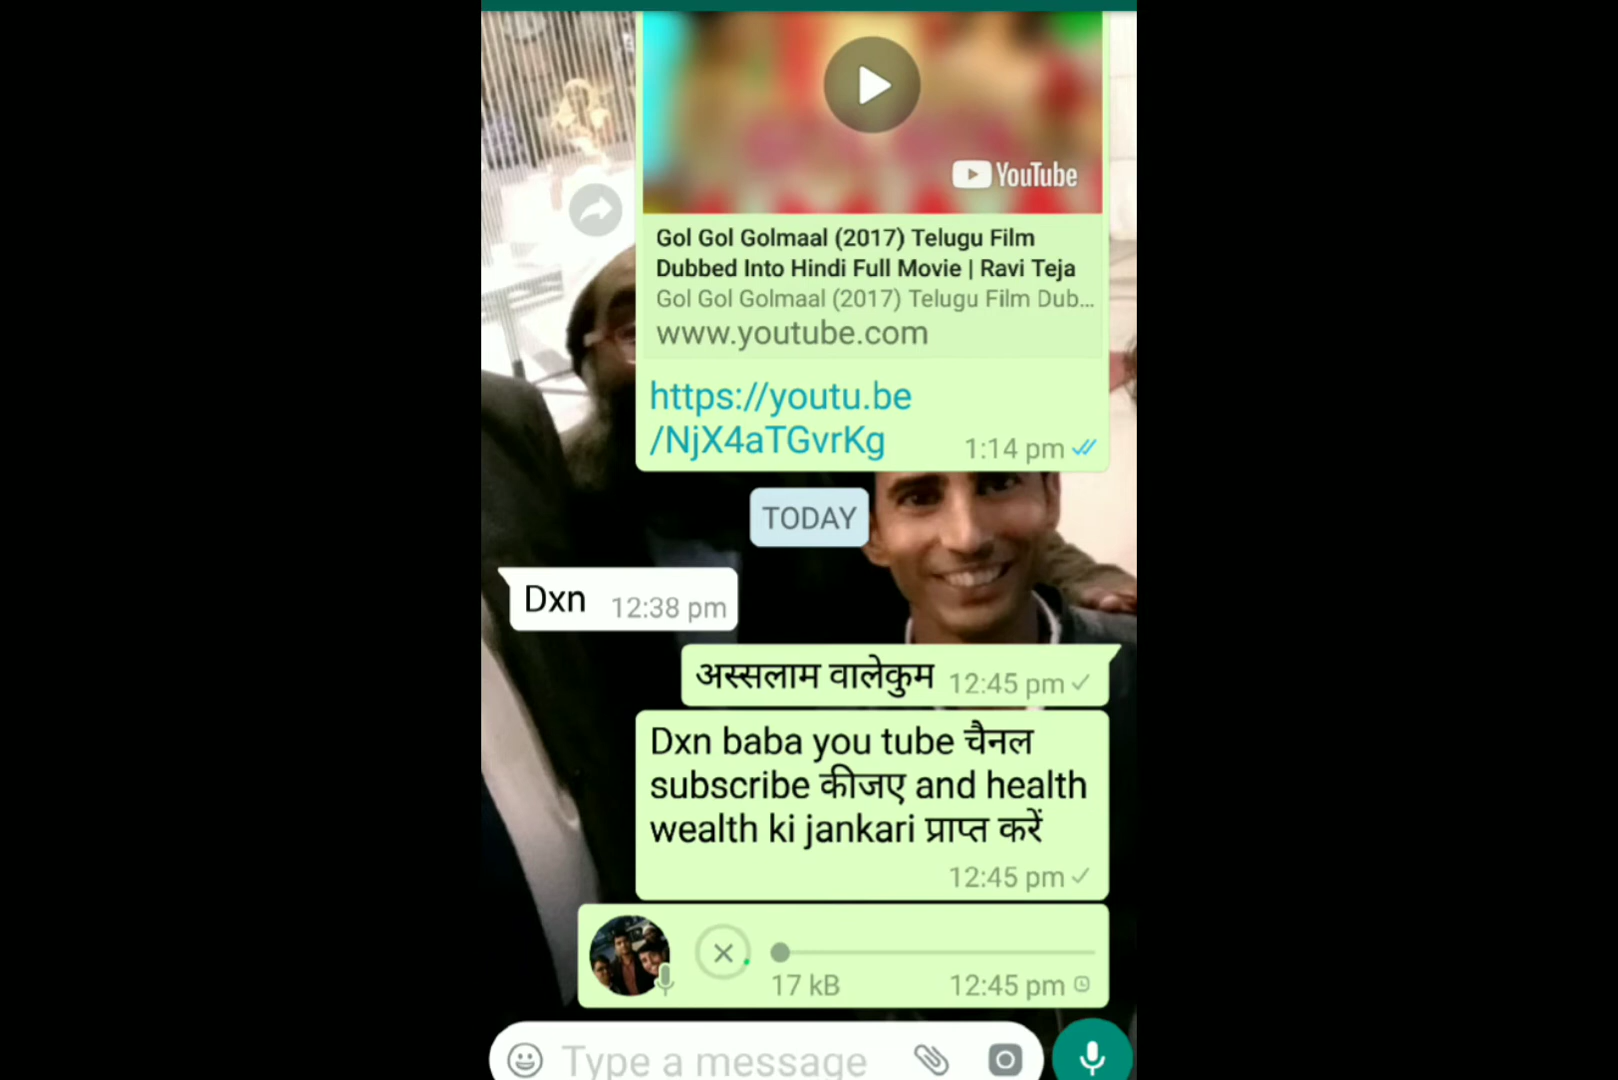 YouTube
Gol Gol Golmaal (2017) Telugu Film
Dubbed Into Hindi Full Movie | Ravi Teja
Gol Gol Golmaal (2017) Telugu Film Dub...
www.youtube.com
https://youtu.be
/NjX4aTGvrKg 1:14 pm
TODAY
Dxn 12:38 pm
अस्सलाम वालेकुम 12:45 pm
Dxn baba you tube चैनल
subscribe कीजए and health
wealth ki jankari प्राप्त करें
12:45 pm
17 kB 12:45 pm
Type a message